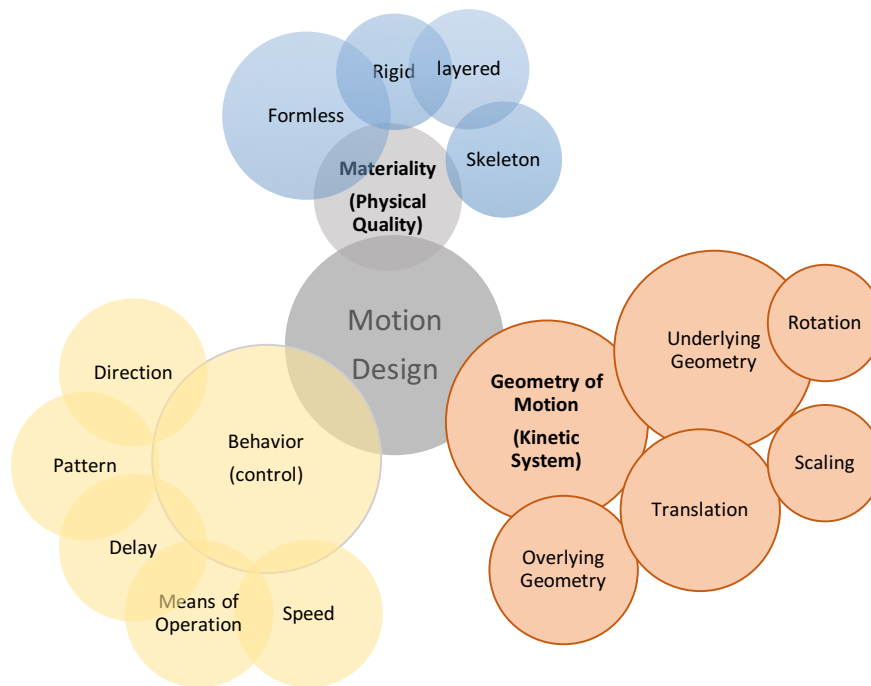 Rigid
layered
Formless
Skeleton
Materiality
(Physical
Quality)
Motion
Design
Geometry of
Motion
(Kinetic
System)
Underlying
Geometry
Rotation
Scaling
Translation
Overlying
Geometry
Behavior
(control)
Direction
Pattern
Delay
Means of
Operation
Speed